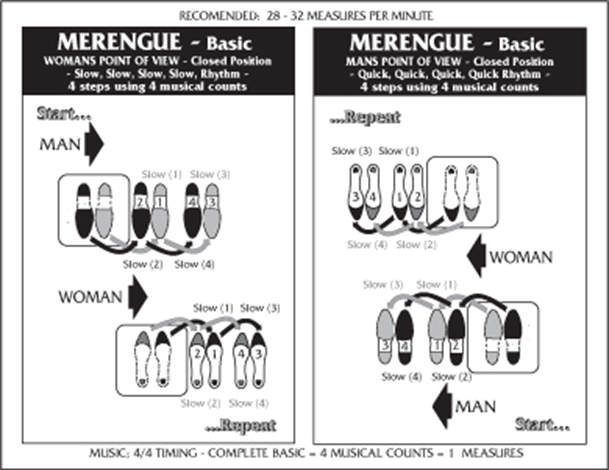 RECOMENDED: 28 - 32 MEASURES PER MINUTE
MERENGUE - Basic
WOMANS POINT OF VIEW - Closed Position
- Slow, Slow, Slow, Slow, Rhythm -
4 steps using 4 musical counts
Start...
MAN
Slow (1) Slow (3)
2 1 4 3
Slow (2) Slow (4)
WOMAN
Slow (1) Slow (3)
2 1 4 3
Slow (2) Slow (4)
...Repeat
MERENGUE - Basic
MANS POINT OF VIEW - Closed Position
- Quick, Quick, Quick, Quick Rhythm -
4 steps using 4 musical counts
...Repeat
Slow (3) Slow (1)
3 4 1 2
Slow (4) Slow (2)
WOMAN
Slow (3) Slow (1)
3 4 1 2
Slow (4) Slow (2)
MAN
Start...
MUSIC; 4/4 TIMING - COMPLETE BASIC = 4 MUSICAL COUNTS = 1 MEASURES